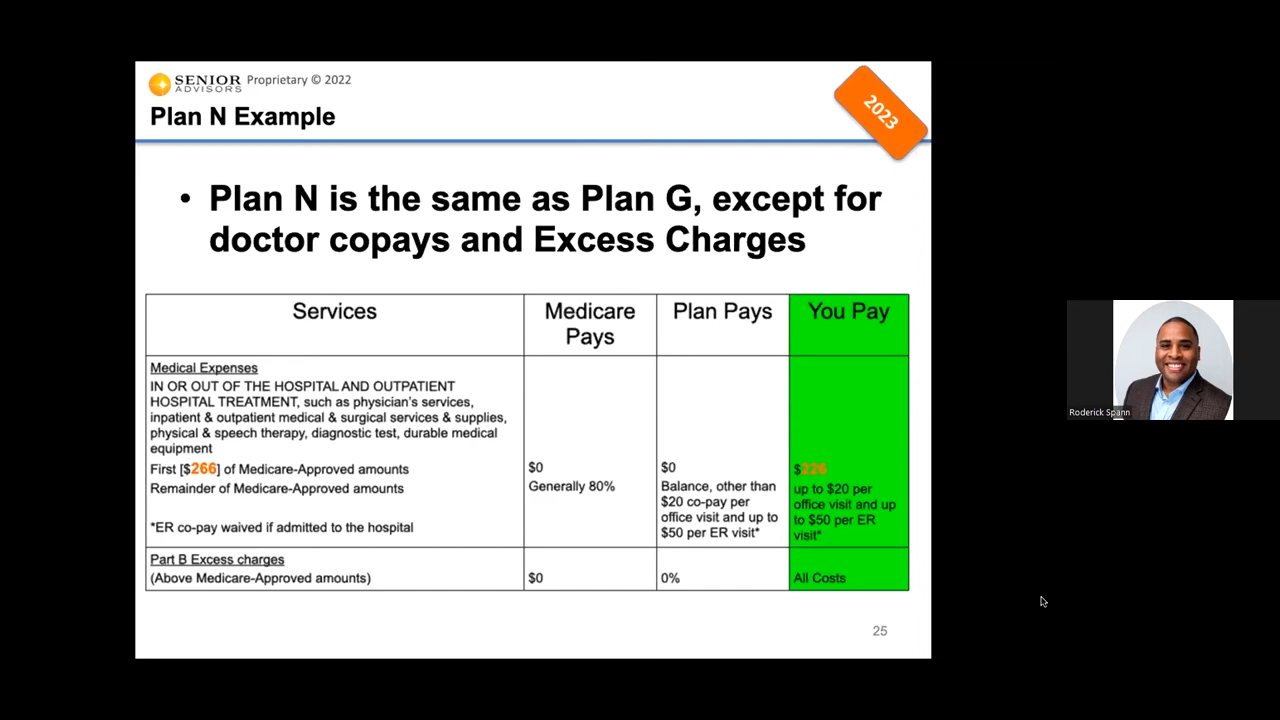 SENIOR
ADVISORS
Proprietary © 2022
Plan N Example
2023
• Plan N is the same as Plan G, except for
doctor copays and Excess Charges
Services
Medicare
Pays
Plan Pays
You Pay
Medical Expenses
IN OR OUT OF THE HOSPITAL AND OUTPATIENT
HOSPITAL TREATMENT, such as physician's services,
inpatient & outpatient medical & surgical services & supplies,
physical & speech therapy, diagnostic test, durable medical
equipment
First [$266] of Medicare-Approved amounts
$0
$0
$226
Remainder of Medicare-Approved amounts
Generally 80%
Balance, other than
$20 co-pay per
office visit and up to
$50 per ER visit*
up to $20 per
office visit and up
to $50 per ER
visit*
*ER co-pay waived if admitted to the hospital
Part B Excess charges
(Above Medicare-Approved amounts)
$0
0%
All Costs
25
Roderick Spann